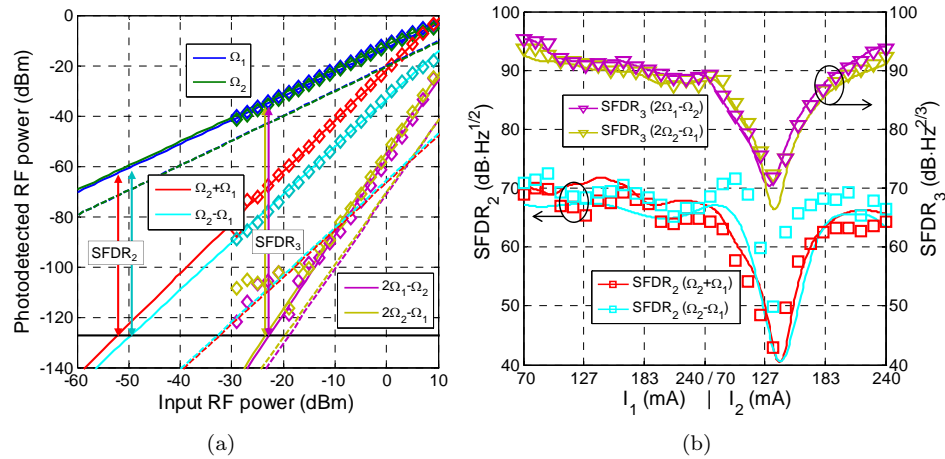 Photodetected RF power (dBm)
0
-20
-40
-60
-80
-100
-120
-140
Ω1
Ω2
Ω2+Ω1
Ω2-Ω1
SFDR2
SFDR3
2Ω1-Ω2
2Ω2-Ω1
-60 -50 -40 -30 -20 -10 0 10
Input RF power (dBm)
(a)
SFDR2 (dB·Hz^1/2)
100
90
80
70
60
50
40
SFDR3 (2Ω1-Ω2)
SFDR3 (2Ω2-Ω1)
SFDR2 (Ω2+Ω1)
SFDR2 (Ω2-Ω1)
100
90
80
70
60
50
40
SFDR3 (dB·Hz^2/3)
70 127 183 240 / 70 127 183 240
I1 (mA) | I2 (mA)
(b)